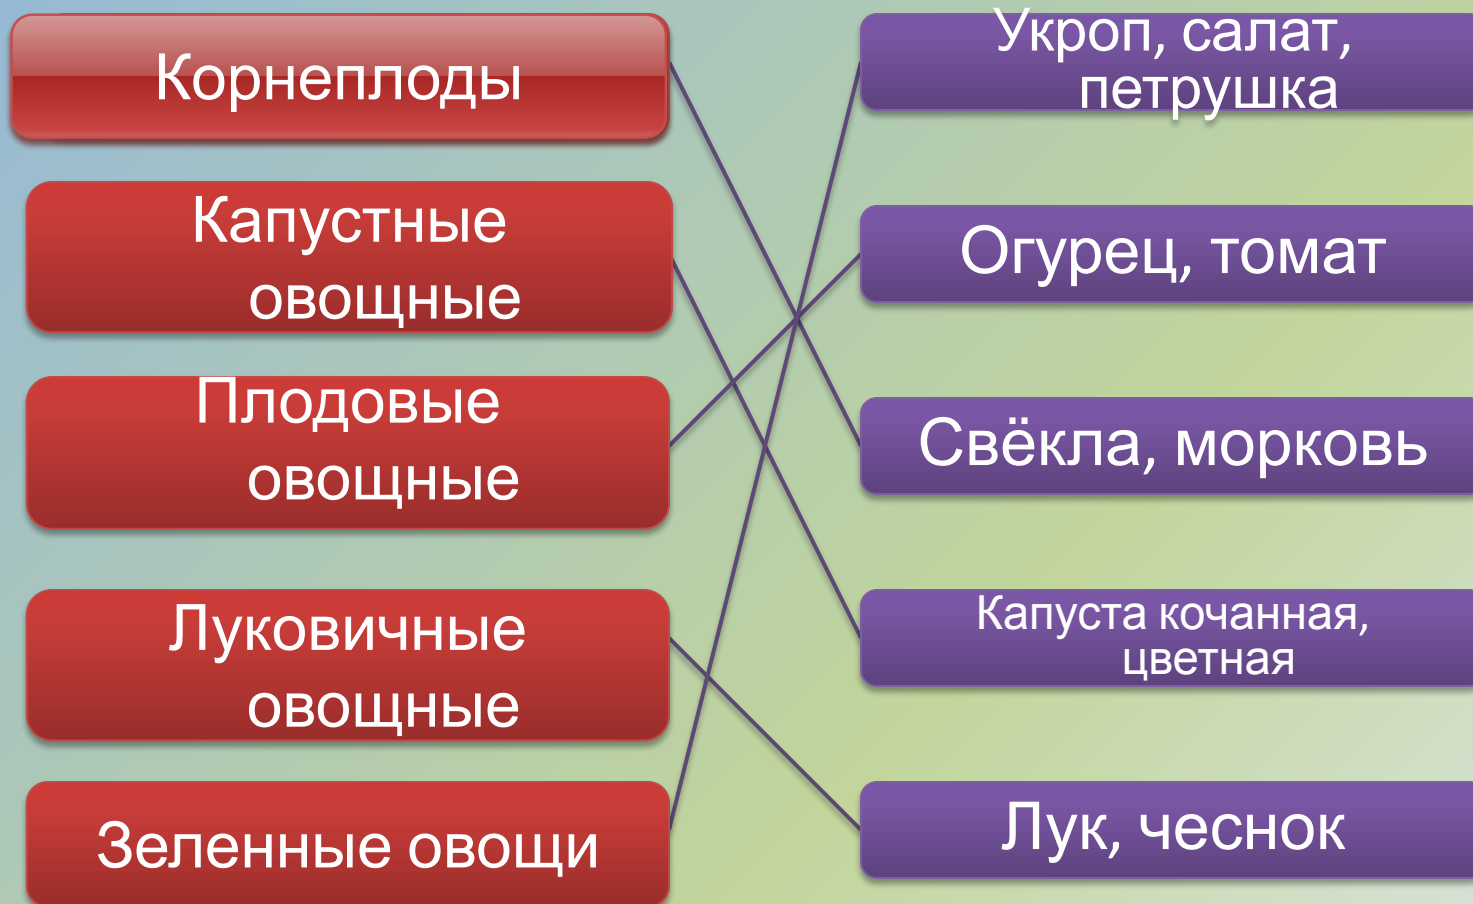 Корнеплоды
Капустные
овощные
Плодовые
овощные
Луковичные
овощные
Зеленные овощи
Укроп, салат,
петрушка
Огурец, томат
Свёкла, морковь
Капуста кочанная,
цветная
Лук, чеснок